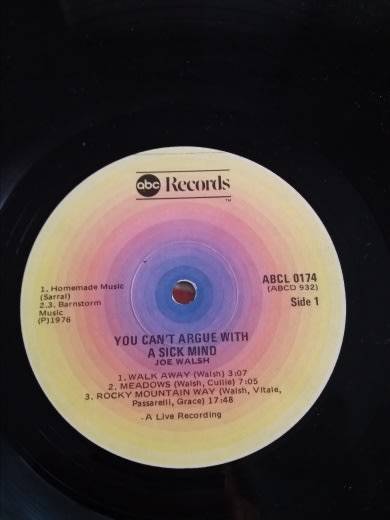 abc Records
TM
ABCL 0174
(ABCD 932)
Side 1
1. Homemade Music
(Sarral)
2.3. Barnstorm
Music
(P)1976
YOU CAN'T ARGUE WITH
A SICK MIND
JOE WALSH
1. WALK AWAY (Walsh) 3:07
2. MEADOWS (Walsh, Cullie) 7:05
3. ROCKY MOUNTAIN WAY (Walsh, Vitale,
Passarelli, Grace) 17:48
A Live Recording